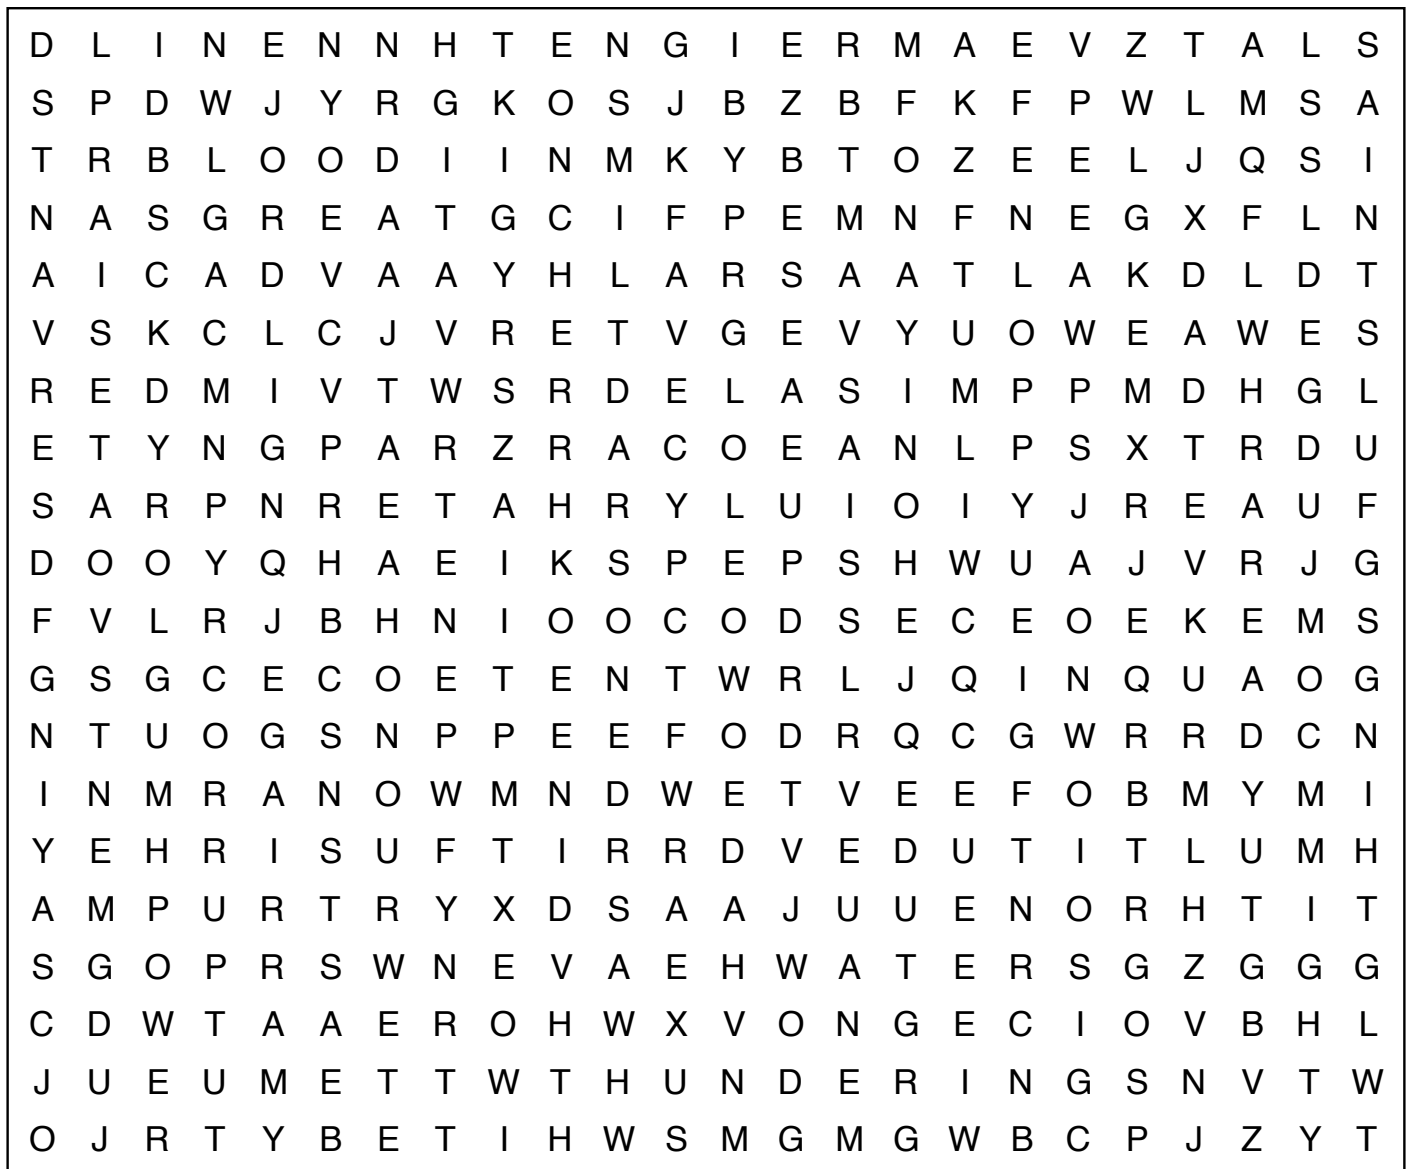 D L I N E N N H T E N G I E R M A E V Z T A L S
S P D W J Y R G K O S J B Z B F K F P W L M S A
T R B L O O D I I N M K Y B T O Z E E L J Q S I
N A S G R E A T G C I F P E M N F N E G X F L N
A I C A D V A A Y H L A R S A A T L A K D L D T
V S K C L C J V R E T V G E V Y U O W E A W E S
R E D M I V T W S R D E L A S I M P P M D H G L
E T Y N G P A R Z R A C O E A N L P S X T R D U
S A R P N R E T A H R Y L U I O I Y J R E A U F
D O O Y Q H A E I K S P E P S H W U A J V R J G
F V L R J B H N I O O C O D S E C E O E K E M S
G S G C E C O E T E N T W R L J Q I N Q U A O G
N T U O G S N P P E E F O D R Q C G W R R D C N
I N M R A N O W M N D W E T V E E F O B M Y M I
Y E H R I S U F T I R R D V E D U T I T L U M H
A M P U R T R Y X D S A A J U U E N O R H T I T
S G O P R S W N E V A E H W A T E R S G Z G G G
C D W T A A E R O H W X V O N G E C I O V B H L
J U E U M E T T W T H U N D E R I N G S N V T W
O J R T Y B E T I H W S M G M G W B C P J Z Y T